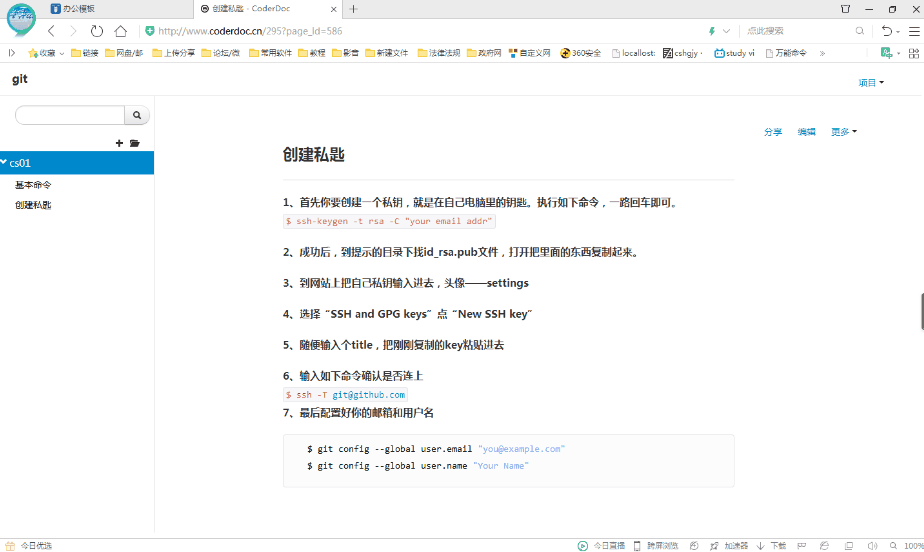 办公模板
创建私匙 - CoderDoc
http://www.coderdoc.cn/295?page_id=586
点此搜索
收藏 链接 网盘/邮 上传分享 论坛/微 常用软件 教程 影音 新建文件 法律法规 政府网 自定义网 360安全 localhost: cshgjy study vi 万能命令
git
项目
分享 编辑 更多
cs01
基本命令
创建私匙
创建私匙
1、首先你要创建一个私钥，就是在自己电脑里的钥匙。执行如下命令，一路回车即可。
$ ssh-keygen -t rsa -C "your email addr"
2、成功后，到提示的目录下找id_rsa.pub文件，打开把里面的东西复制起来。
3、到网站上把自己私钥输入进去，头像——settings
4、选择“SSH and GPG keys”点“New SSH key”
5、随便输入个title，把刚刚复制的key粘贴进去
6、输入如下命令确认是否连上
$ ssh -T git@github.com
7、最后配置好你的邮箱和用户名
$ git config --global user.email "you@example.com"
$ git config --global user.name "Your Name"
今日优选
今日直播 跨屏浏览 加速器 下载 100%